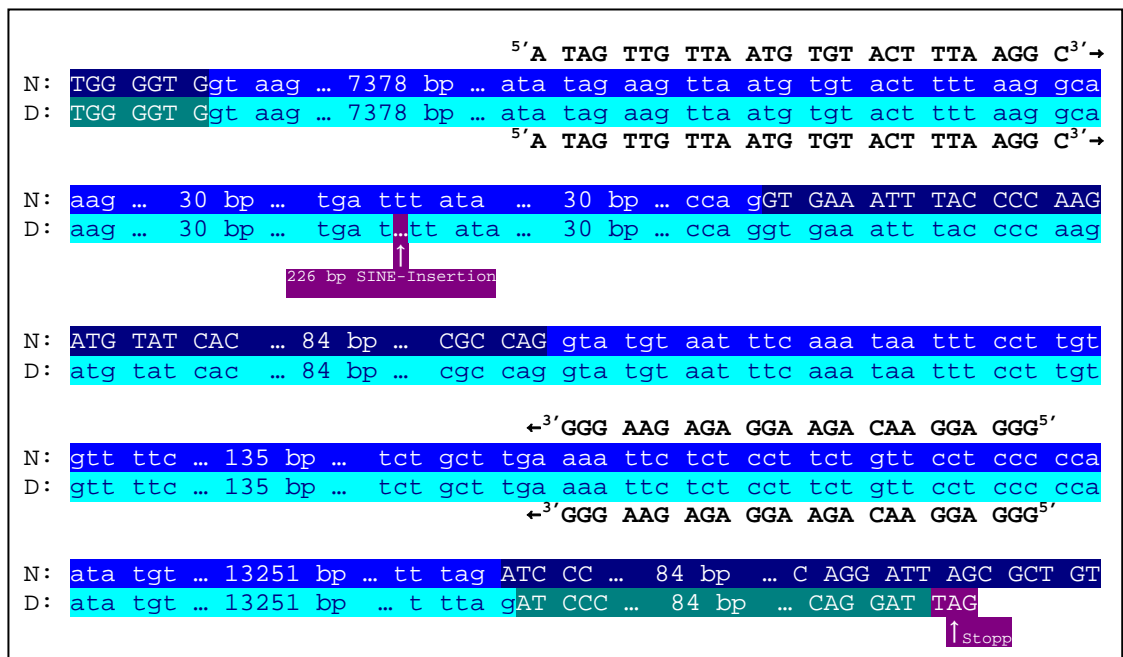 5′A TAG TTG TTA ATG TGT ACT TTA AGG C3′→
N: TGG GGT Ggt aag … 7378 bp … ata tag aag tta atg tgt act ttt aag gca
D: TGG GGT Ggt aag … 7378 bp … ata tag aag tta atg tgt act ttt aag gca
5′A TAG TTG TTA ATG TGT ACT TTA AGG C3′→
N: aag … 30 bp … tga ttt ata … 30 bp … cca gGT GAA ATT TAC CCC AAG
D: aag … 30 bp … tga t…tt ata … 30 bp … cca ggt gaa att tac ccc aag
↑
226 bp SINE-Insertion
N: ATG TAT CAC … 84 bp … CGC CAG gta tgt aat ttc aaa taa ttt cct tgt
D: atg tat cac … 84 bp … cgc cag gta tgt aat ttc aaa taa ttt cct tgt
←3′GGG AAG AGA GGA AGA CAA GGA GGG5′
N: gtt ttc … 135 bp … tct gct tga aaa ttc tct cct tct gtt cct ccc cca
D: gtt ttc … 135 bp … tct gct tga aaa ttc tct cct tct gtt cct ccc cca
←3′GGG AAG AGA GGA AGA CAA GGA GGG5′
N: ata tgt … 13251 bp … tt tag ATC CC … 84 bp … C AGG ATT AGC GCT GT
D: ata tgt … 13251 bp … t tta gAT CCC … 84 bp … CAG GAT TAG
↑Stopp